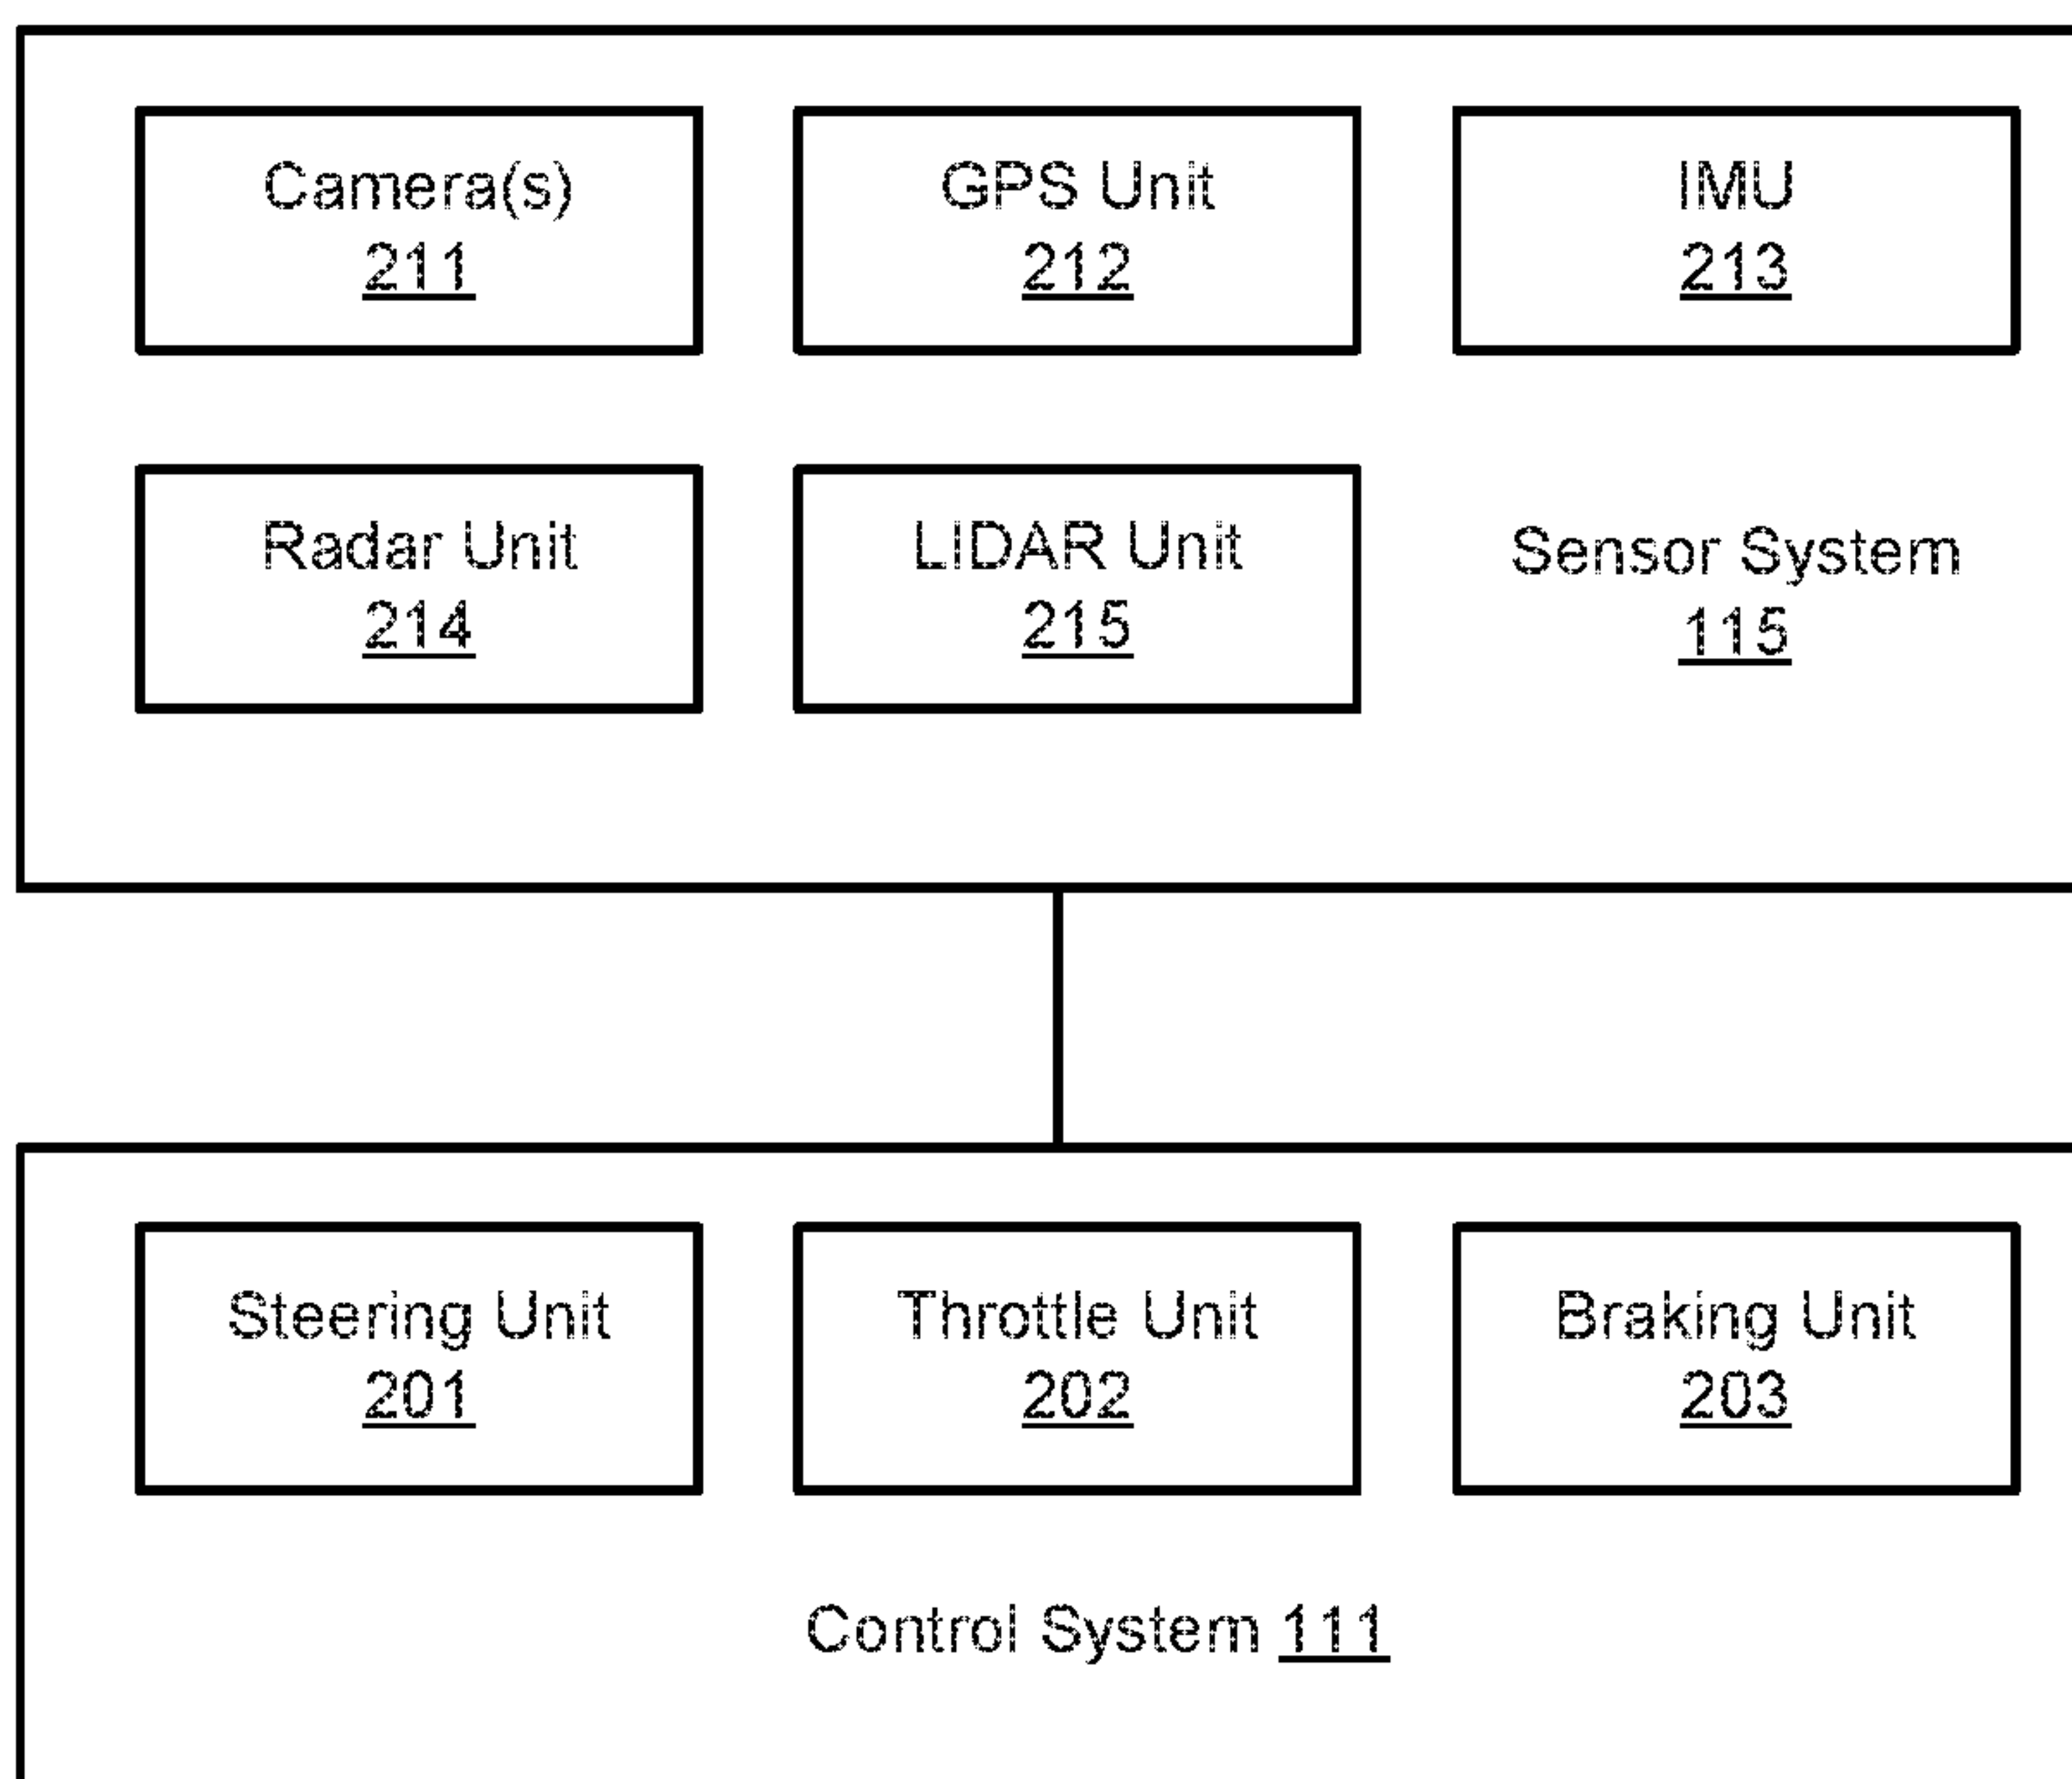 Camera(s)
211
GPS Unit
212
IMU
213
Radar Unit
214
LIDAR Unit
215
Sensor System
115
Steering Unit
201
Throttle Unit
202
Braking Unit
203
Control System 111